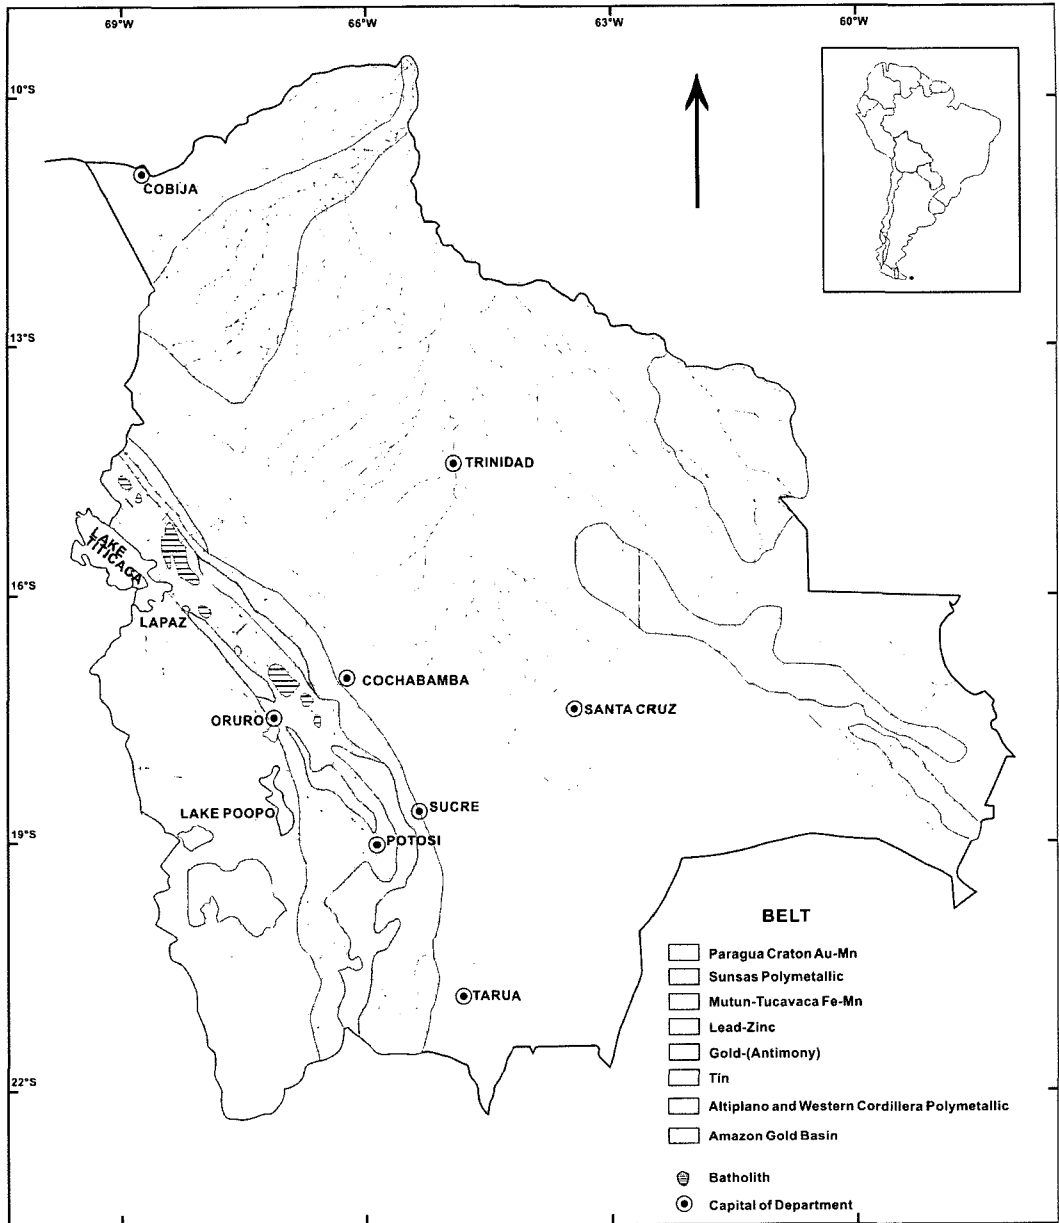 69°W 66°W 63°W 60°W
10°S
COBIJA
13°S
TRINIDAD
LAKE
TITICAGA
16°S
LAPAZ
COCHABAMBA
ORURO
SANTA CRUZ
LAKE POOPO
SUCRE
19°S
POTOSI
TARUA
22°S
BELT
Paragua Craton Au-Mn
Sunsas Polymetallic
Mutun-Tucavaca Fe-Mn
Lead-Zinc
Gold-(Antimony)
Tin
Altiplano and Western Cordillera Polymetallic
Amazon Gold Basin
Batholith
Capital of Department